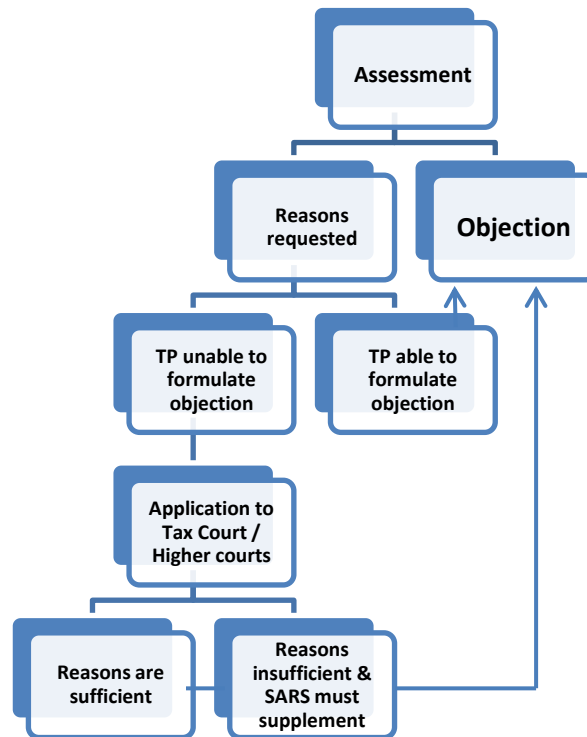 Assessment
Reasons
requested
Objection
TP unable to
formulate
objection
TP able to
formulate
objection
Application to
Tax Court /
Higher courts
Reasons are
sufficient
Reasons
insufficient &
SARS must
supplement